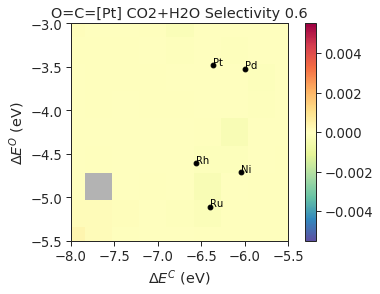 O=C=[Pt] CO2+H2O Selectivity 0.6
−3.0
−3.5
−4.0
−4.5
−5.0
−5.5
ΔE^O (eV)
Pt
Pd
Rh
Ni
Ru
−8.0 −7.5 −7.0 −6.5 −6.0 −5.5
ΔE^C (eV)
0.004
0.002
0.000
−0.002
−0.004